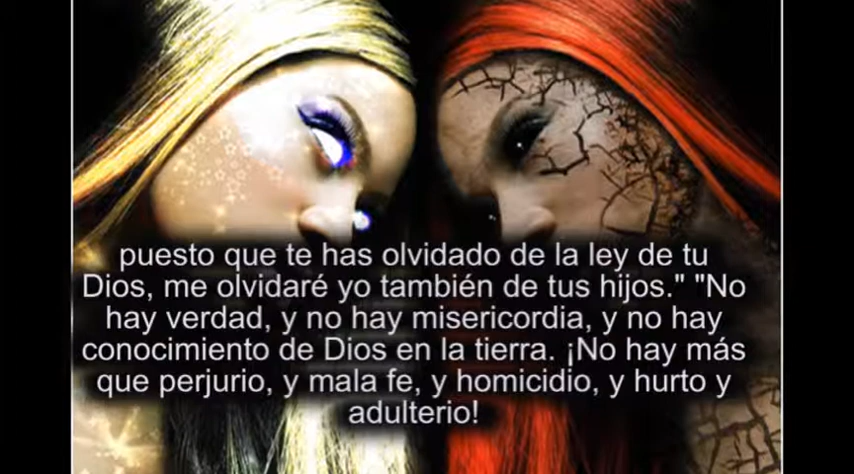 puesto que te has olvidado de la ley de tu
Dios, me olvidaré yo también de tus hijos." "No
hay verdad, y no hay misericordia, y no hay
conocimiento de Dios en la tierra. ¡No hay más
que perjurio, y mala fe, y homicidio, y hurto y
adulterio!